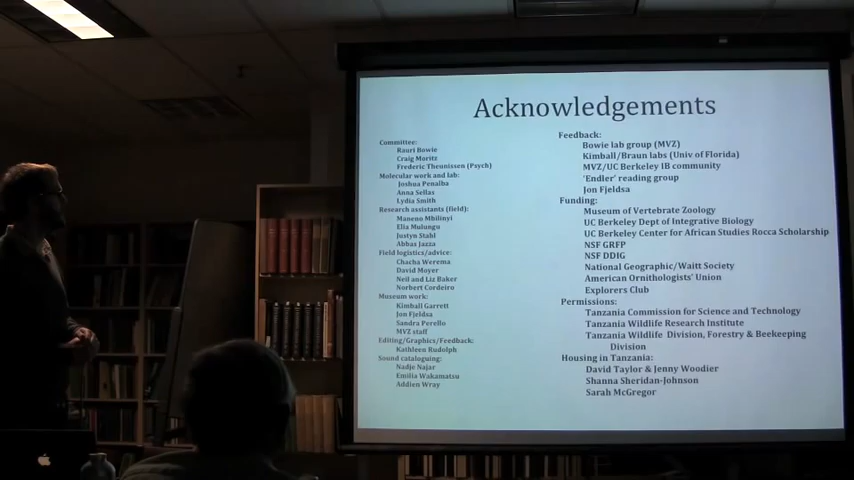 Acknowledgements
Committee:
Rauri Bowie
Craig Moritz
Frederic Theunissen (Psych)
Molecular work and lab:
Joshua Penalba
Anna Sellas
Lydia Smith
Research assistants (field):
Maneno Mbilinyi
Elia Mulungu
Justyn Stahl
Abbas Jazza
Field logistics/advice:
Chacha Werema
David Moyer
Neil and Liz Baker
Norbert Cordeiro
Museum work:
Kimball Garrett
Jon Fjeldsa
Sandra Perello
MVZ staff
Editing/Graphics/Feedback:
Kathleen Rudolph
Sound cataloguing:
Nadje Najar
Emilia Wakamatsu
Addien Wray
Feedback:
Bowie lab group (MVZ)
Kimball/Braun labs (Univ of Florida)
MVZ/UC Berkeley IB community
'Endler' reading group
Jon Fjeldsa
Funding:
Museum of Vertebrate Zoology
UC Berkeley Dept of Integrative Biology
UC Berkeley Center for African Studies Rocca Scholarship
NSF GRFP
NSF DDIG
National Geographic/Waitt Society
American Ornithologists' Union
Explorers Club
Permissions:
Tanzania Commission for Science and Technology
Tanzania Wildlife Research Institute
Tanzania Wildlife Division, Forestry & Beekeeping
Division
Housing in Tanzania:
David Taylor & Jenny Woodier
Shanna Sheridan-Johnson
Sarah McGregor